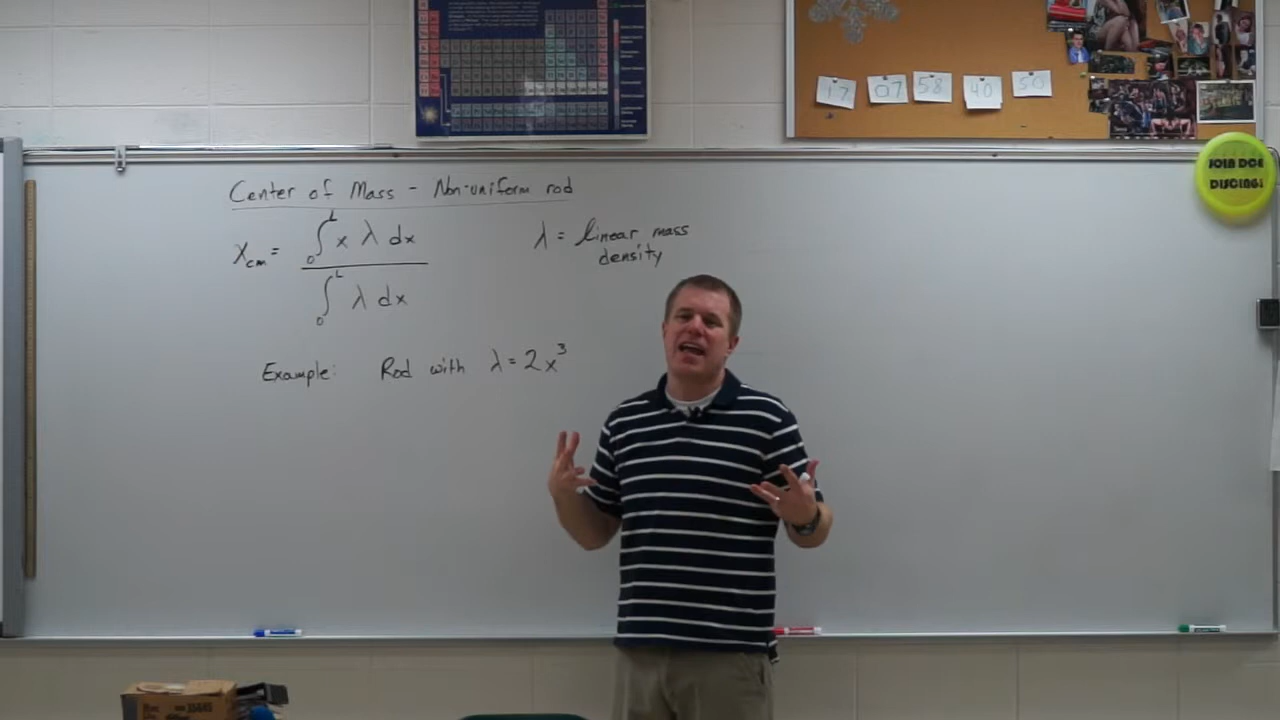 17 07 58 40 50
JOIN DCE
DISCING!
Center of Mass - Non-uniform rod
x_cm = ∫₀ᴸ x λ dx / ∫₀ᴸ λ dx
λ = linear mass
density
Example: Rod with λ = 2x³